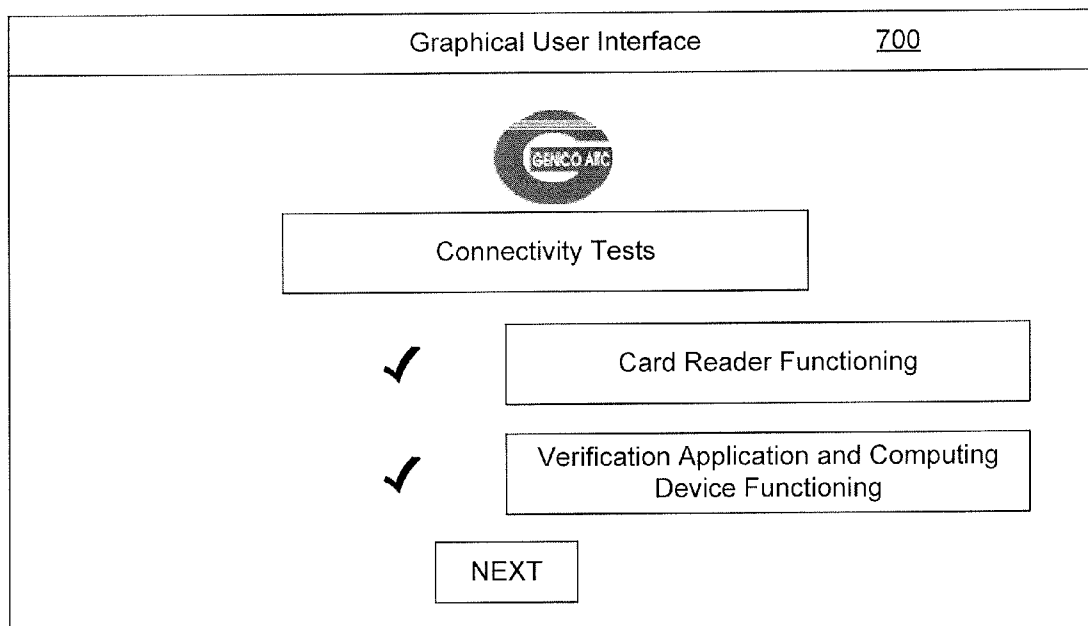 Graphical User Interface 700
GENCO ATC
Connectivity Tests
Card Reader Functioning
Verification Application and Computing
Device Functioning
NEXT